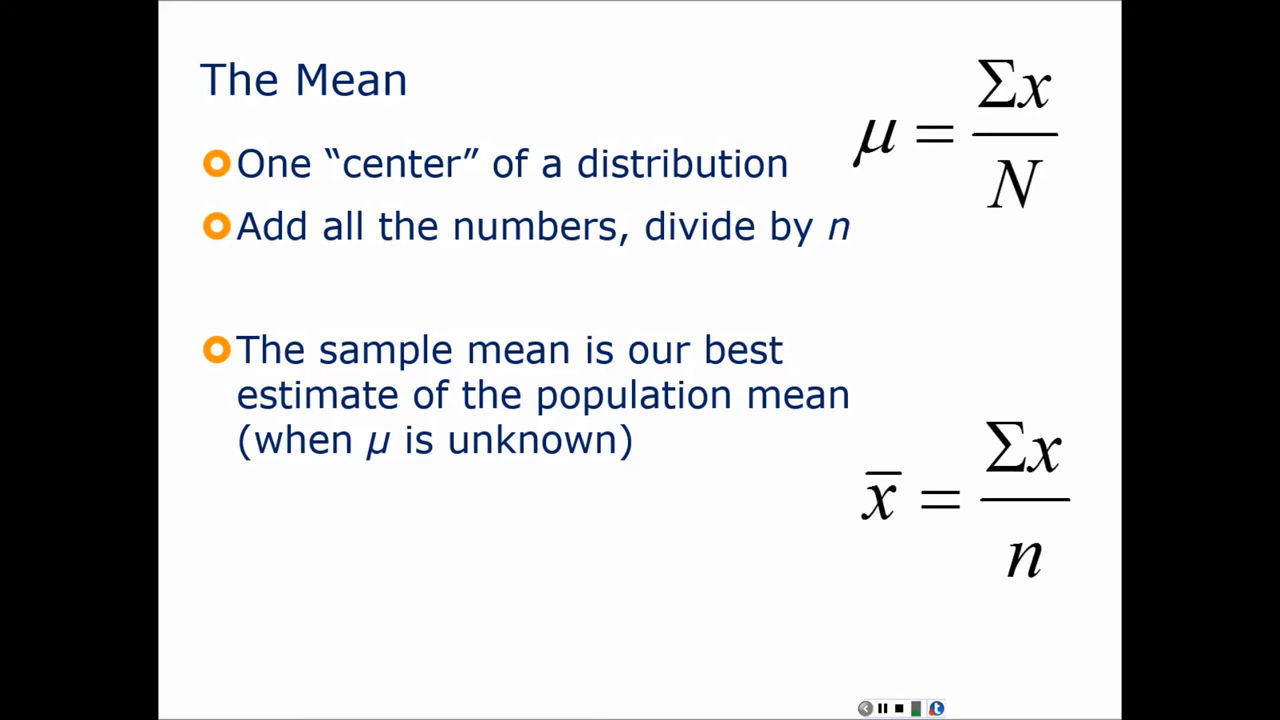 The Mean
One “center” of a distribution
Add all the numbers, divide by n
The sample mean is our best
estimate of the population mean
(when µ is unknown)
μ = Σx / N
x̄ = Σx / n